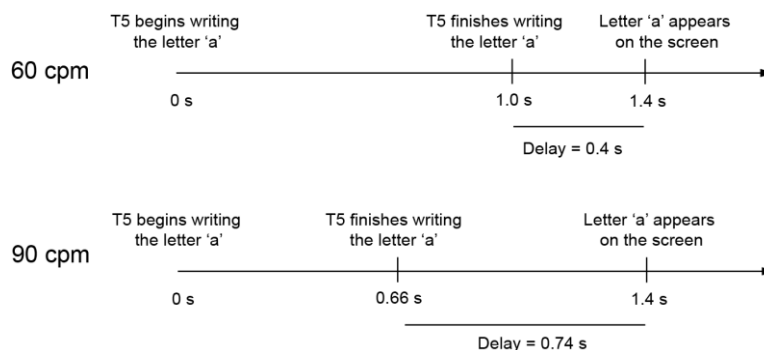 T5 begins writing
the letter ‘a’
T5 finishes writing
the letter ‘a’
Letter ‘a’ appears
on the screen
60 cpm
0 s
1.0 s
1.4 s
Delay = 0.4 s
T5 begins writing
the letter ‘a’
T5 finishes writing
the letter ‘a’
Letter ‘a’ appears
on the screen
90 cpm
0 s
0.66 s
1.4 s
Delay = 0.74 s